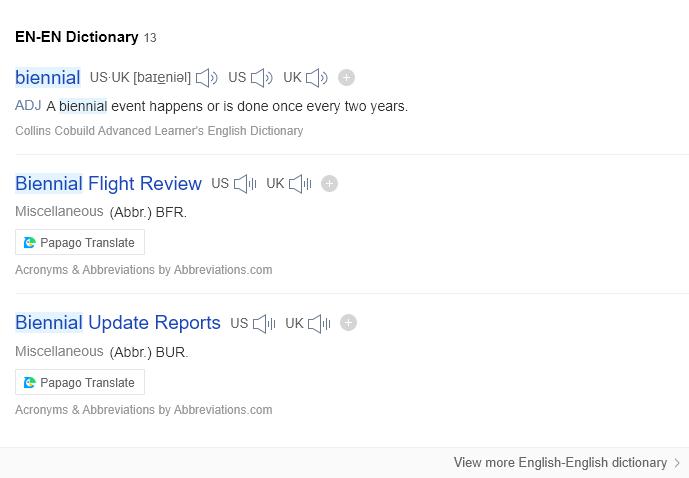 EN-EN Dictionary 13
biennial US·UK [baɪeniəl] US UK
ADJ A biennial event happens or is done once every two years.
Collins Cobuild Advanced Learner's English Dictionary
Biennial Flight Review US UK
Miscellaneous (Abbr.) BFR.
Papago Translate
Acronyms & Abbreviations by Abbreviations.com
Biennial Update Reports US UK
Miscellaneous (Abbr.) BUR.
Papago Translate
Acronyms & Abbreviations by Abbreviations.com
View more English-English dictionary